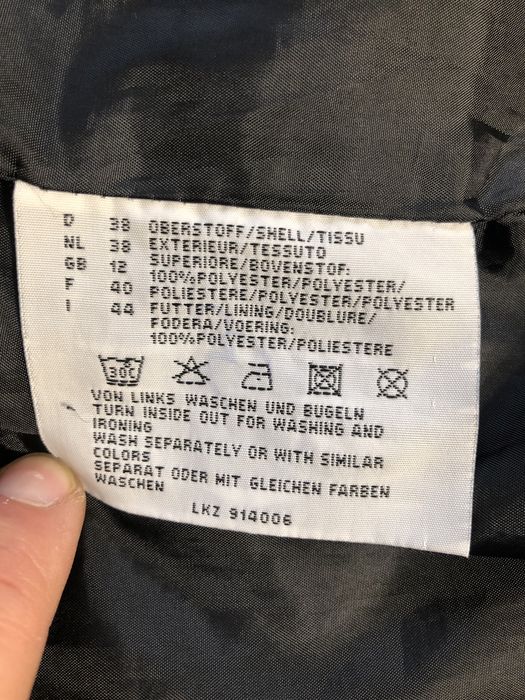 D 38 OBERSTOFF/SHELL/TISSU
NL 38 EXTERIEUR/TESSUTO
GB 12 SUPERIORE/BOVENSTOF:
F 40 100%POLYESTER/POLYESTER/
I 44 POLIESTERE/POLYESTER/POLYESTER
FUTTER/LINING/DOUBLURE/
FODERA/VOERING:
100%POLYESTER/POLIESTERE
30C
VON LINKS WASCHEN UND BUGELN
TURN INSIDE OUT FOR WASHING AND
IRONING
WASH SEPARATELY OR WITH SIMILAR
COLORS
SEPARAT ODER MIT GLEICHEN FARBEN
WASCHEN
LKZ 914006